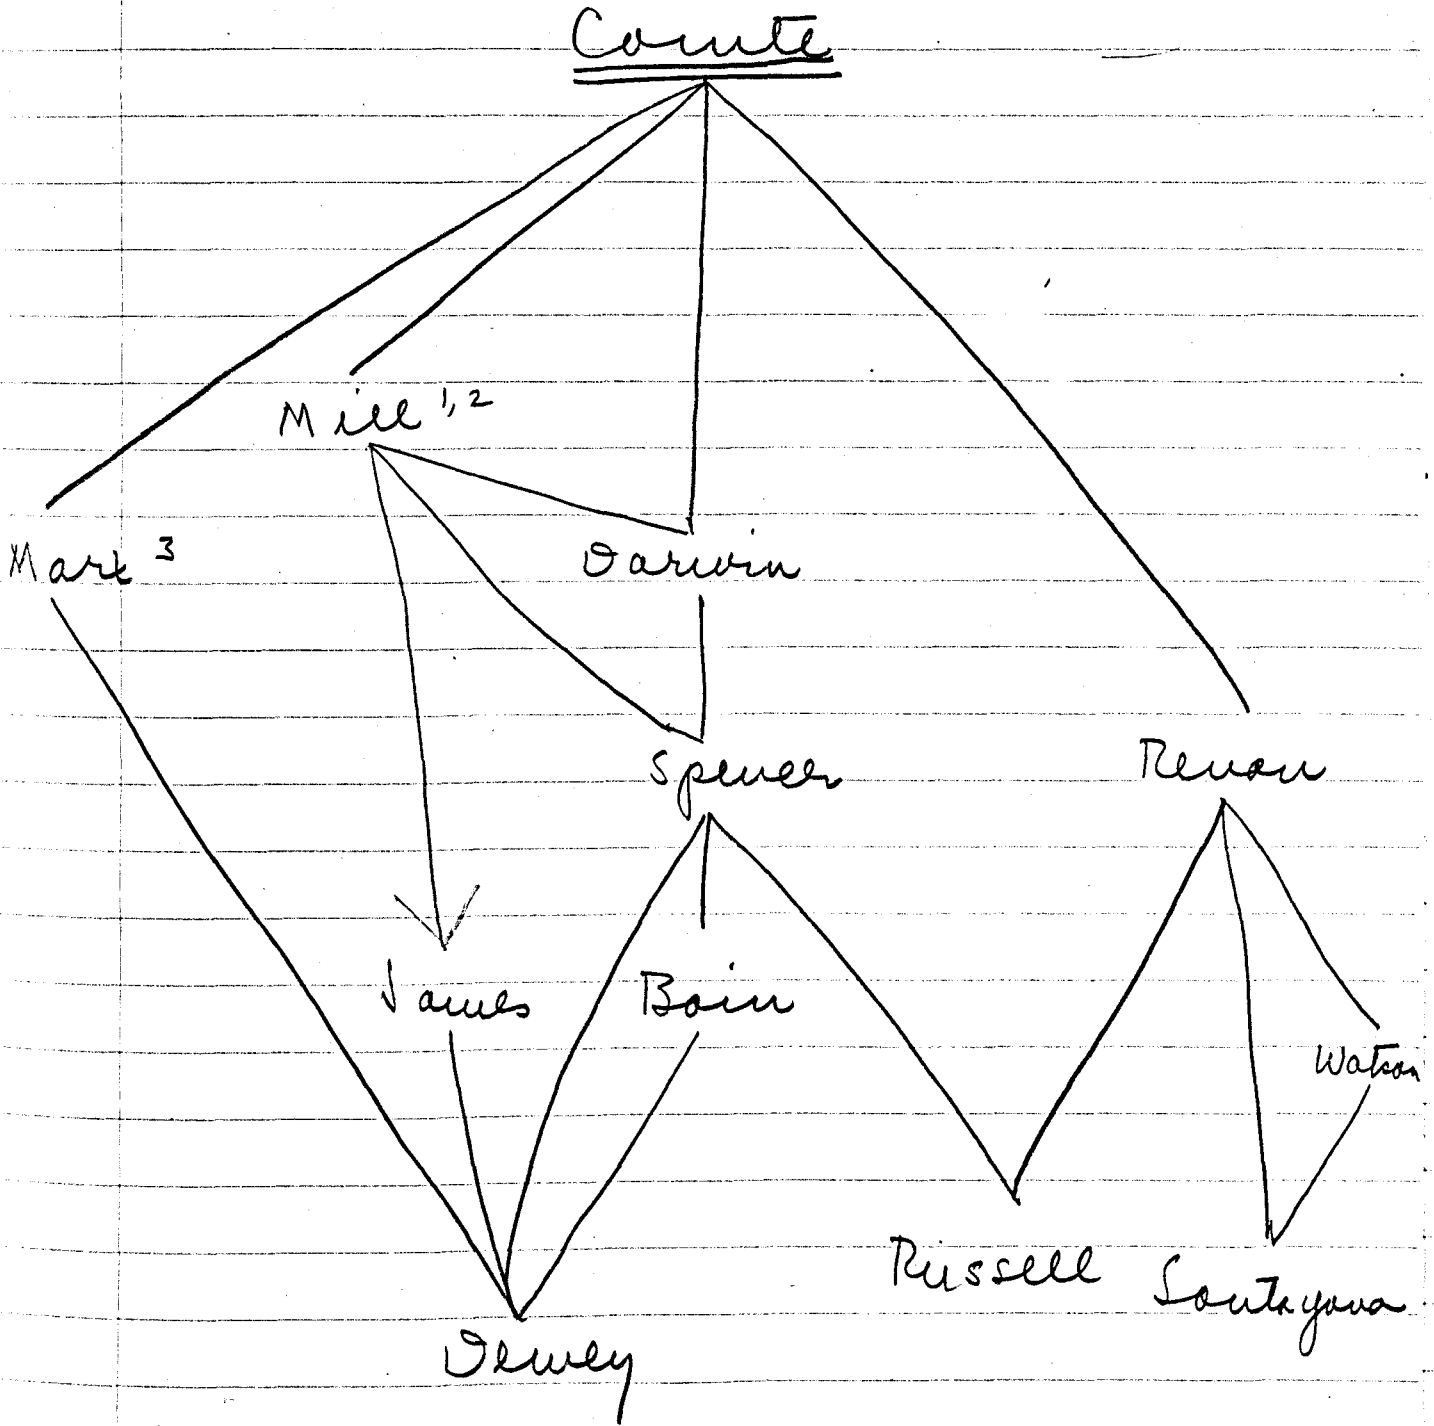 Comte
Mill 1,2
Marx 3
Darwin
Spencer
Renan
James
Bain
Watson
Russell
Santayana
Dewey